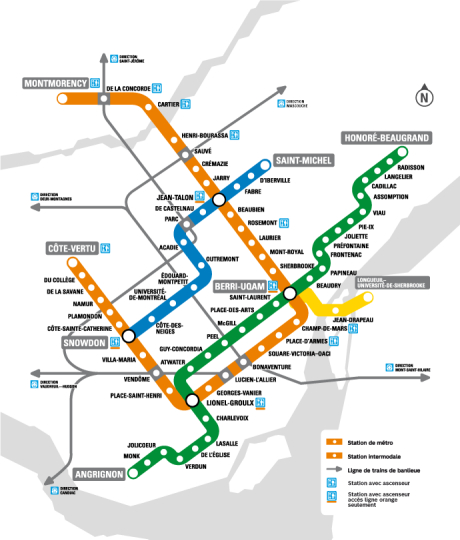 DIRECTION
SAINT-JÉRÔME
MONTMORENCY
DE LA CONCORDE
CARTIER
DIRECTION
MASCOUCHE
N
HENRI-BOURASSA
SAUVÉ
CRÉMAZIE
HONORÉ-BEAUGRAND
RADISSON
LANGELIER
CADILLAC
ASSOMPTION
VIAU
PIE-IX
JOLIETTE
PRÉFONTAINE
FRONTENAC
PAPINEAU
BEAUDRY
SAINT-MICHEL
D'IBERVILLE
FABRE
JARRY
JEAN-TALON
DE CASTELNAU
PARC
ACADIE
BEAUBIEN
ROSEMONT
LAURIER
MONT-ROYAL
SHERBROOKE
DIRECTION
DEUX-MONTAGNES
OUTREMONT
ÉDOUARD-
MONTPETIT
UNIVERSITÉ-
DE-MONTRÉAL
CÔTE-DES-
NEIGES
CÔTE-VERTU
DU COLLÈGE
DE LA SAVANE
NAMUR
PLAMONDON
CÔTE-SAINTE-CATHERINE
SNOWDON
VILLA-MARIA
VENDÔME
PLACE-SAINT-HENRI
BERRI-UQAM
SAINT-LAURENT
PLACE-DES-ARTS
McGILL
PEEL
GUY-CONCORDIA
ATWATER
LONGUEUIL–
UNIVERSITÉ-DE-SHERBROOKE
JEAN-DRAPEAU
CHAMP-DE-MARS
PLACE-D'ARMES
SQUARE-VICTORIA-OACI
BONAVENTURE
LUCIEN-L'ALLIER
GEORGES-VANIER
LIONEL-GROULX
DIRECTION
MONT-SAINT-HILAIRE
DIRECTION
VAUDREUIL–HUDSON
CHARLEVOIX
LASALLE
DE L'ÉGLISE
VERDUN
JOLICOEUR
MONK
ANGRIGNON
DIRECTION
CANDIAC
Station de métro
Station intermodale
Ligne de trains de banlieue
Station avec ascenseur
Station avec ascenseur
accès ligne orange
seulement